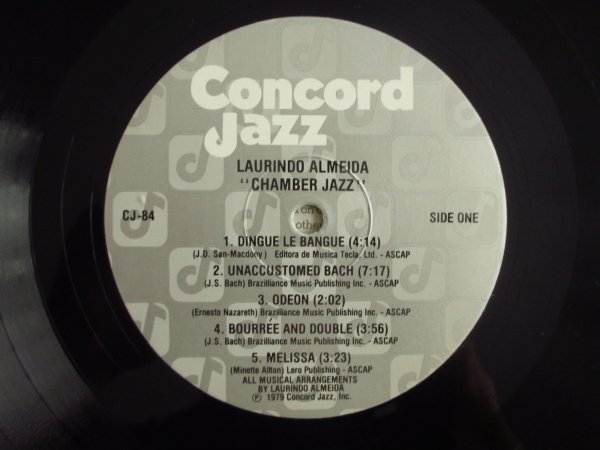 Concord
Jazz
LAURINDO ALMEIDA
"CHAMBER JAZZ"
CJ-84
SIDE ONE
othe
1. DINGUE LE BANGUE (4:14)
(J.D. San-Macdony) Editora de Musica Tecla, Ltd. - ASCAP
2. UNACCUSTOMED BACH (7:17)
(J.S. Bach) Brazilliance Music Publishing Inc. - ASCAP
3. ODEON (2:02)
(Ernesto Nazareth) Brazilliance Music Publishing Inc. - ASCAP
4. BOURRÉE AND DOUBLE (3:56)
(J.S. Bach) Brazilliance Music Publishing Inc. - ASCAP
5. MELISSA (3:23)
(Minette Allton) Lero Publishing - ASCAP
ALL MUSICAL ARRANGEMENTS
BY LAURINDO ALMEIDA
℗ 1979 Concord Jazz, Inc.